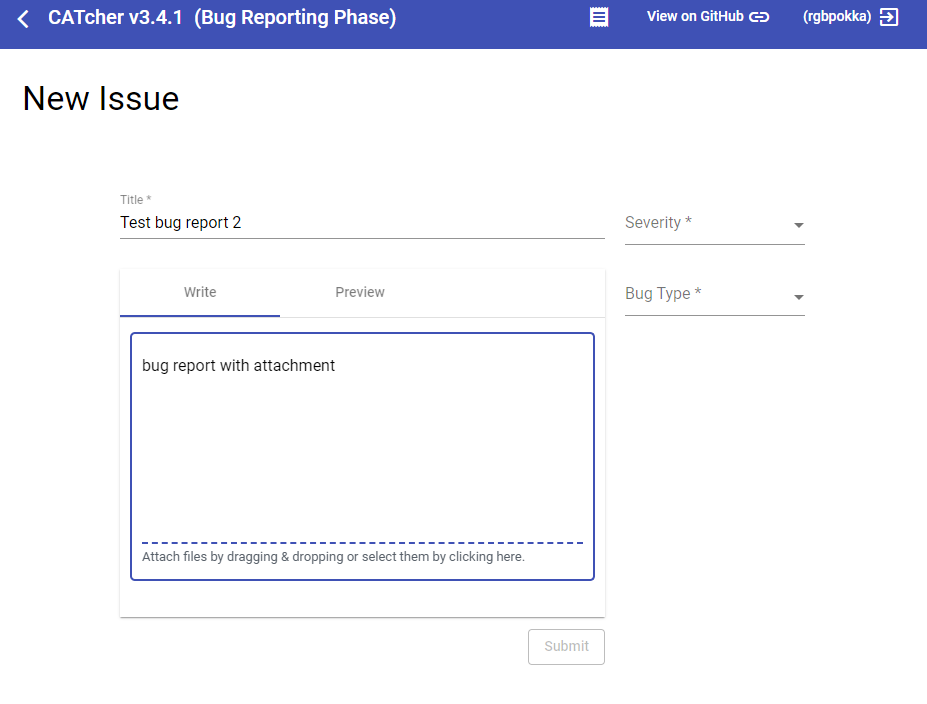 CATcher v3.4.1 (Bug Reporting Phase)
View on GitHub
(rgbpokka)
New Issue
Title *
Test bug report 2
Severity *
Write
Preview
Bug Type *
bug report with attachment
Attach files by dragging & dropping or select them by clicking here.
Submit